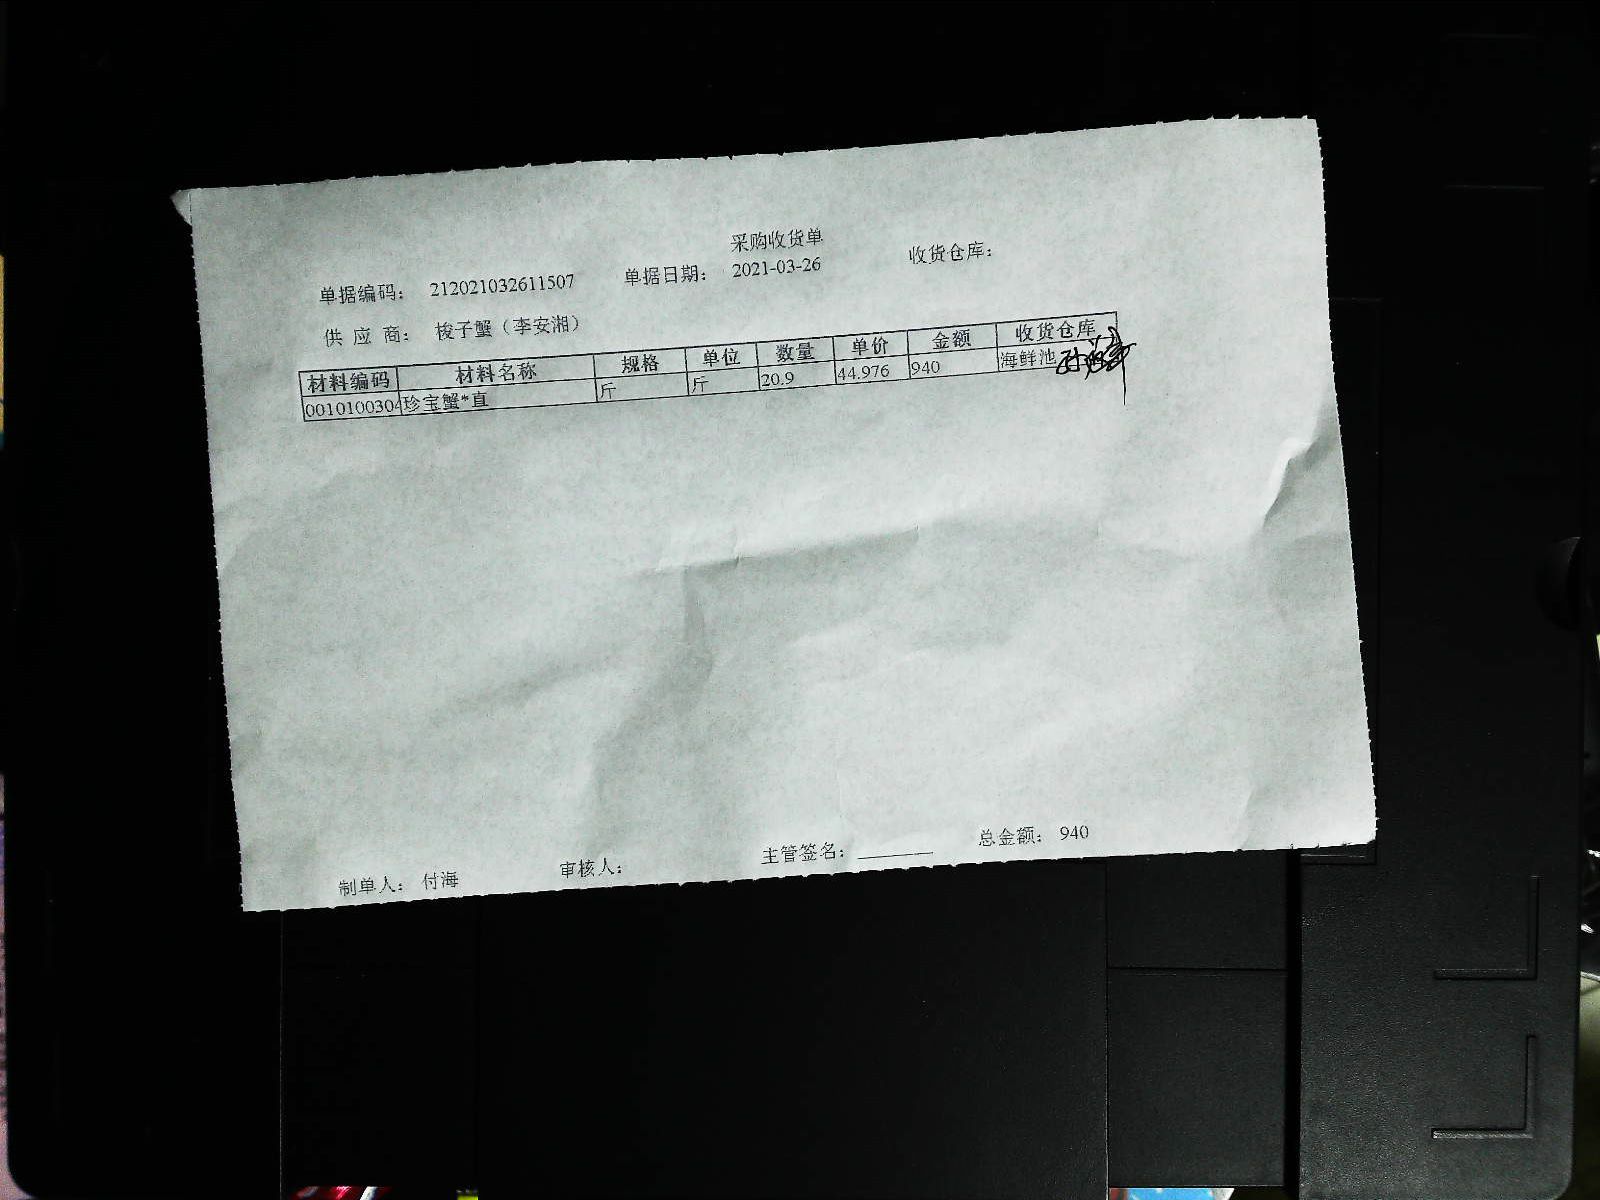 采购收货单
单据编码： 212021032611507 单据日期： 2021-03-26 收货仓库：
供 应 商： 梭子蟹（李安湘）
材料编码 材料名称 规格 单位 数量 单价 金额 收货仓库
0010100304 珍宝蟹*直 斤 斤 20.9 44.976 940 海鲜池
制单人： 付海 审核人： 主管签名： 总金额： 940